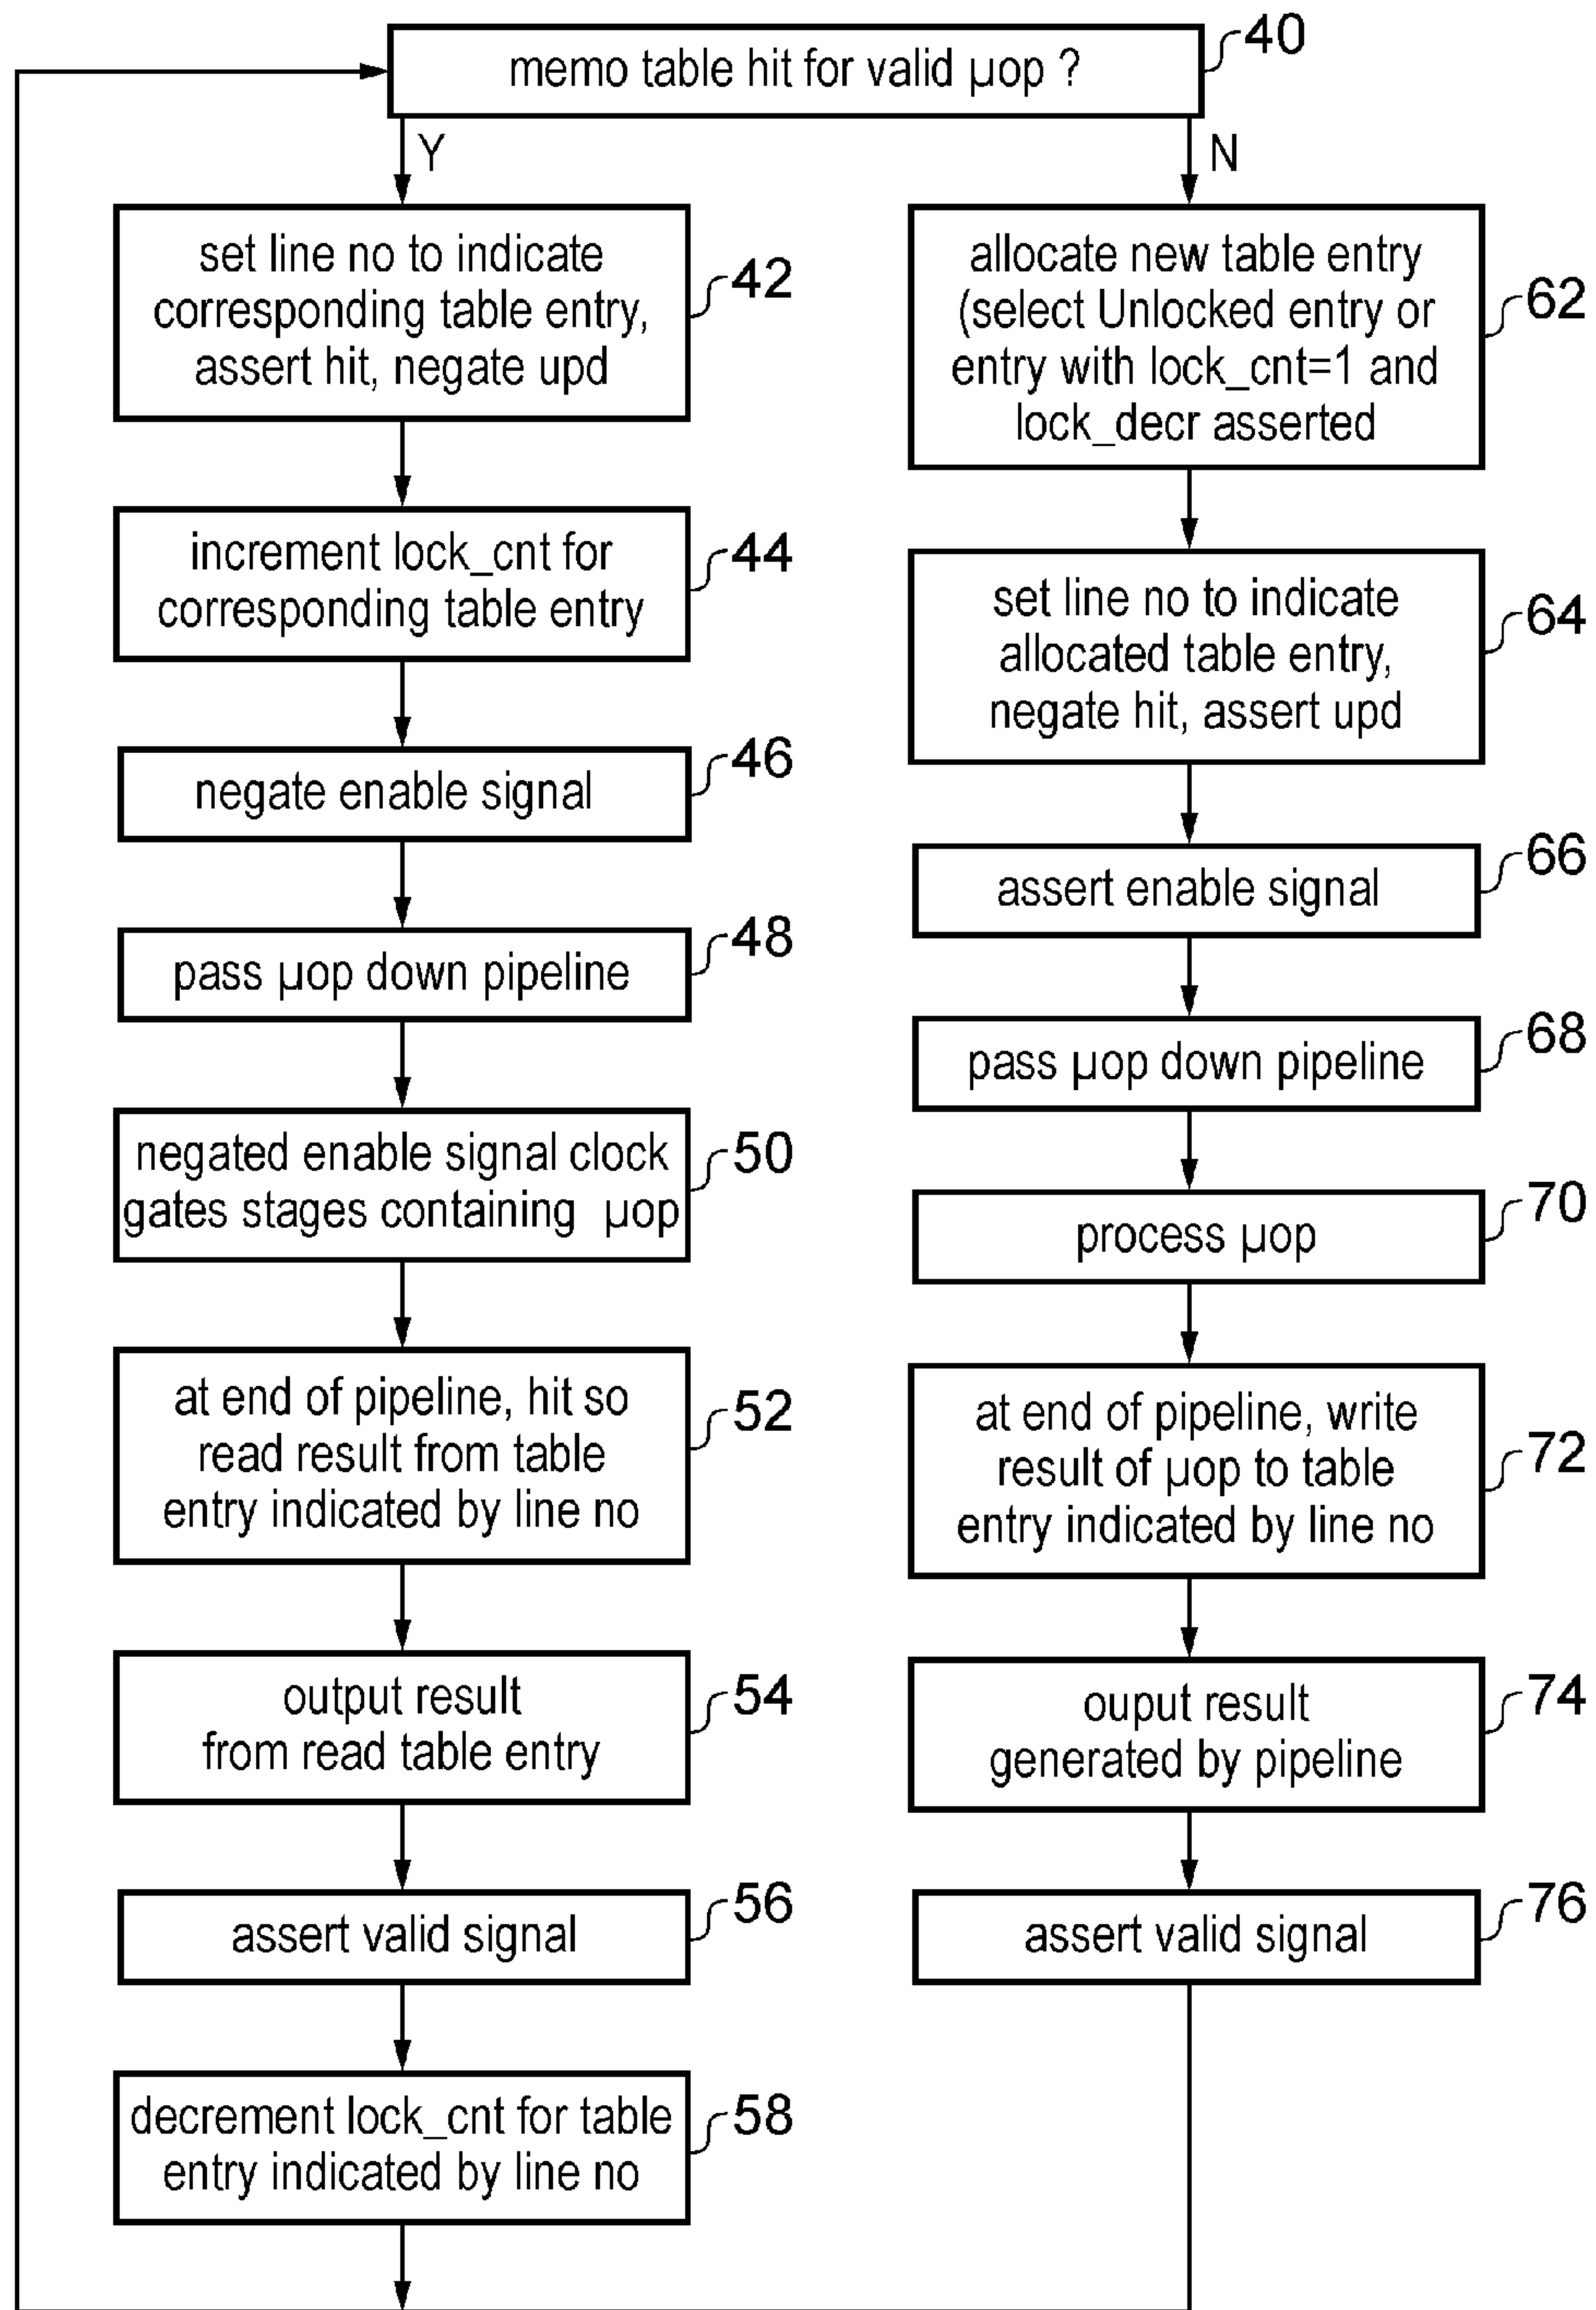 memo table hit for valid µop ?
40
Y
N
set line no to indicate
corresponding table entry,
assert hit, negate upd
42
increment lock_cnt for
corresponding table entry
44
negate enable signal
46
pass µop down pipeline
48
negated enable signal clock
gates stages containing µop
50
at end of pipeline, hit so
read result from table
entry indicated by line no
52
output result
from read table entry
54
assert valid signal
56
decrement lock_cnt for table
entry indicated by line no
58
allocate new table entry
(select Unlocked entry or
entry with lock_cnt=1 and
lock_decr asserted
62
set line no to indicate
allocated table entry,
negate hit, assert upd
64
assert enable signal
66
pass µop down pipeline
68
process µop
70
at end of pipeline, write
result of µop to table
entry indicated by line no
72
ouput result
generated by pipeline
74
assert valid signal
76